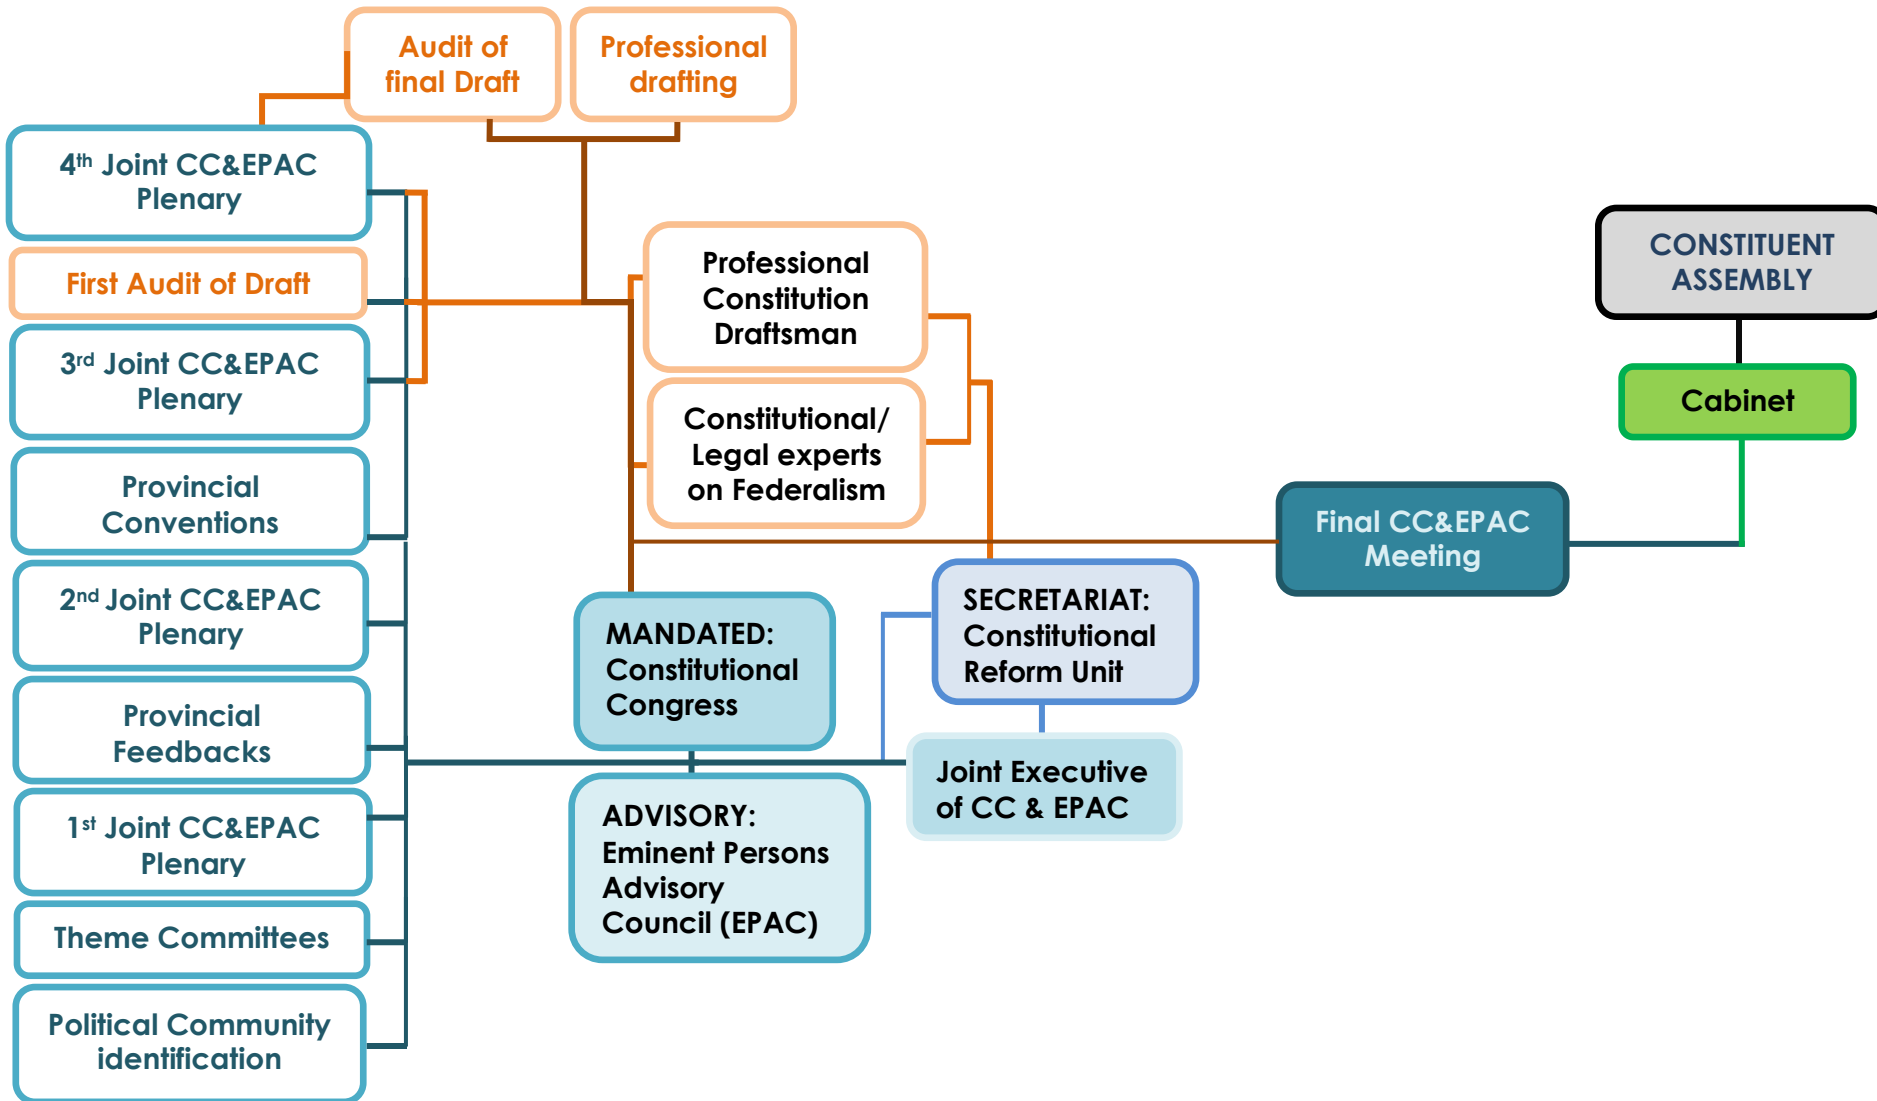 Audit of
final Draft
Professional
drafting
4th Joint CC&EPAC
Plenary
First Audit of Draft
3rd Joint CC&EPAC
Plenary
Provincial
Conventions
2nd Joint CC&EPAC
Plenary
Provincial
Feedbacks
1st Joint CC&EPAC
Plenary
Theme Committees
Political Community
identification
Professional
Constitution
Draftsman
Constitutional/
Legal experts
on Federalism
MANDATED:
Constitutional
Congress
ADVISORY:
Eminent Persons
Advisory
Council (EPAC)
SECRETARIAT:
Constitutional
Reform Unit
Joint Executive
of CC & EPAC
Final CC&EPAC
Meeting
CONSTITUENT
ASSEMBLY
Cabinet